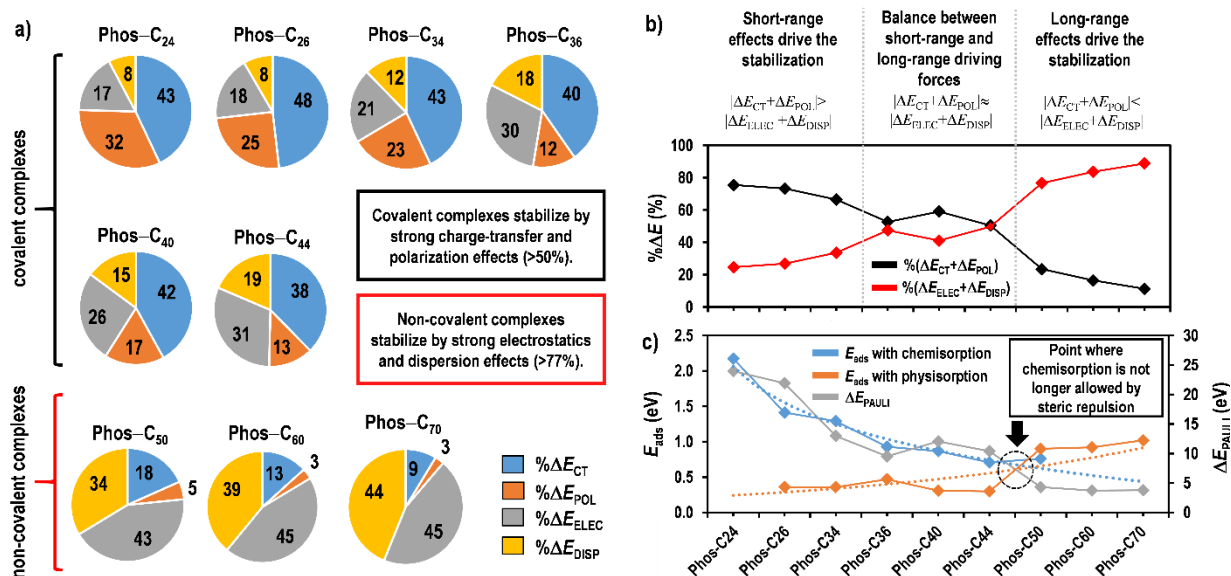 a)
Phos–C24
Phos–C26
Phos–C34
Phos–C36
covalent complexes
8
43
32
17
8
48
25
18
12
43
23
21
18
40
12
30
Phos–C40
Phos–C44
15
42
17
26
19
38
13
31
Covalent complexes stabilize by
strong charge-transfer and
polarization effects (>50%).
Non-covalent complexes
stabilize by strong electrostatics
and dispersion effects (>77%).
non-covalent complexes
Phos–C50
Phos–C60
Phos–C70
34
18
5
43
39
13
3
45
44
9
3
45
%ΔECT
%ΔEPOL
%ΔEELEC
%ΔEDISP
b)
Short-range
effects drive the
stabilization
|ΔECT+ΔEPOL|>
|ΔEELEC +ΔEDISP|
Balance between
short-range and
long-range driving
forces
|ΔECT+ΔEPOL|≈
|ΔEELEC+ΔEDISP|
Long-range
effects drive the
stabilization
|ΔECT+ΔEPOL|<
|ΔEELEC+ΔEDISP|
%ΔE (%)
100
80
60
40
20
0
%(ΔECT+ΔEPOL)
%(ΔEELEC+ΔEDISP)
c)
Eads (eV)
2.5
2.0
1.5
1.0
0.5
0.0
Eads with chemisorption
Eads with physisorption
ΔEPAULI
Point where
chemisorption is not
longer allowed by
steric repulsion
30
25
20
15
10
5
0
ΔEPAULI (eV)
Phos-C24
Phos-C26
Phos-C34
Phos-C36
Phos-C40
Phos-C44
Phos-C50
Phos-C60
Phos-C70